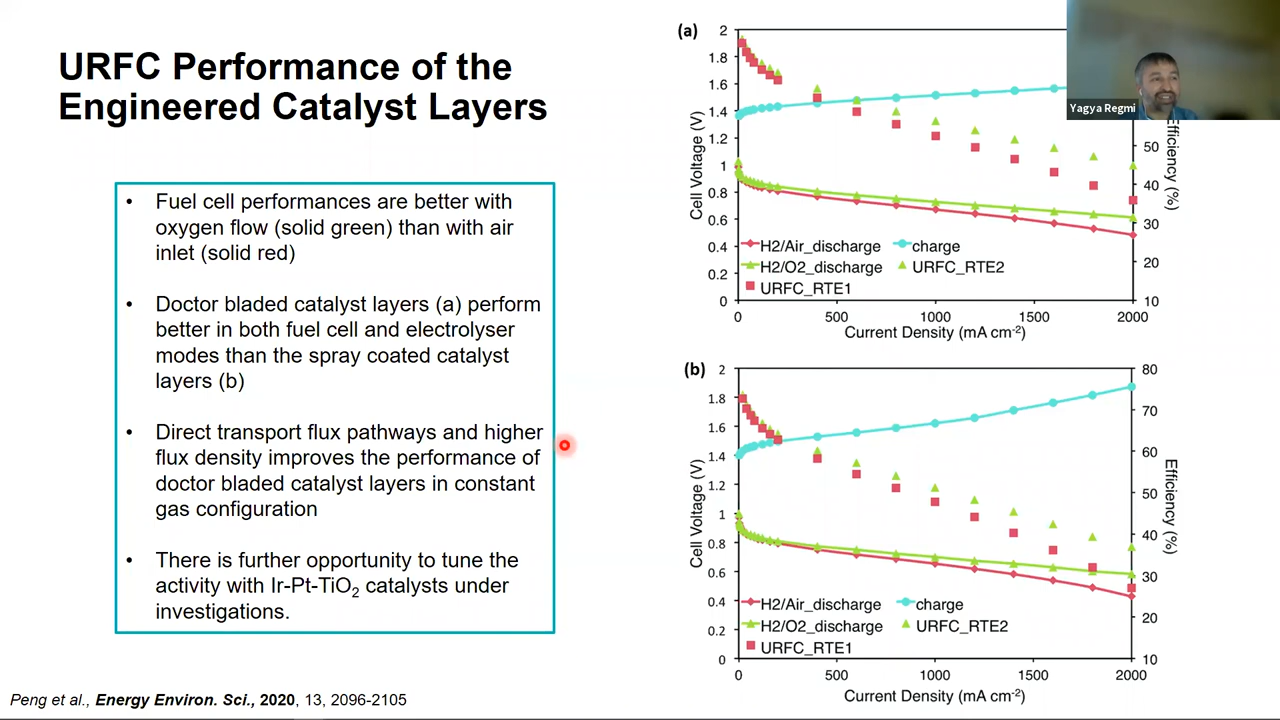 URFC Performance of the
Engineered Catalyst Layers
• Fuel cell performances are better with
oxygen flow (solid green) than with air
inlet (solid red)
• Doctor bladed catalyst layers (a) perform
better in both fuel cell and electrolyser
modes than the spray coated catalyst
layers (b)
• Direct transport flux pathways and higher
flux density improves the performance of
doctor bladed catalyst layers in constant
gas configuration
• There is further opportunity to tune the
activity with Ir-Pt-TiO2 catalysts under
investigations.
Peng et al., Energy Environ. Sci., 2020, 13, 2096-2105
(a)
Cell Voltage (V)
2
1.8
1.6
1.4
1.2
1
0.8
0.6
0.4
0.2
0
H2/Air_discharge
charge
H2/O2_discharge
URFC_RTE2
URFC_RTE1
50
40
30
20
10
Efficiency (%)
0 500 1000 1500 2000
Current Density (mA cm-2)
Yagya Regmi
(b)
Cell Voltage (V)
2
1.8
1.6
1.4
1.2
1
0.8
0.6
0.4
0.2
0
H2/Air_discharge
charge
H2/O2_discharge
URFC_RTE2
URFC_RTE1
80
70
60
50
40
30
20
10
Efficiency (%)
0 500 1000 1500 2000
Current Density (mA cm-2)